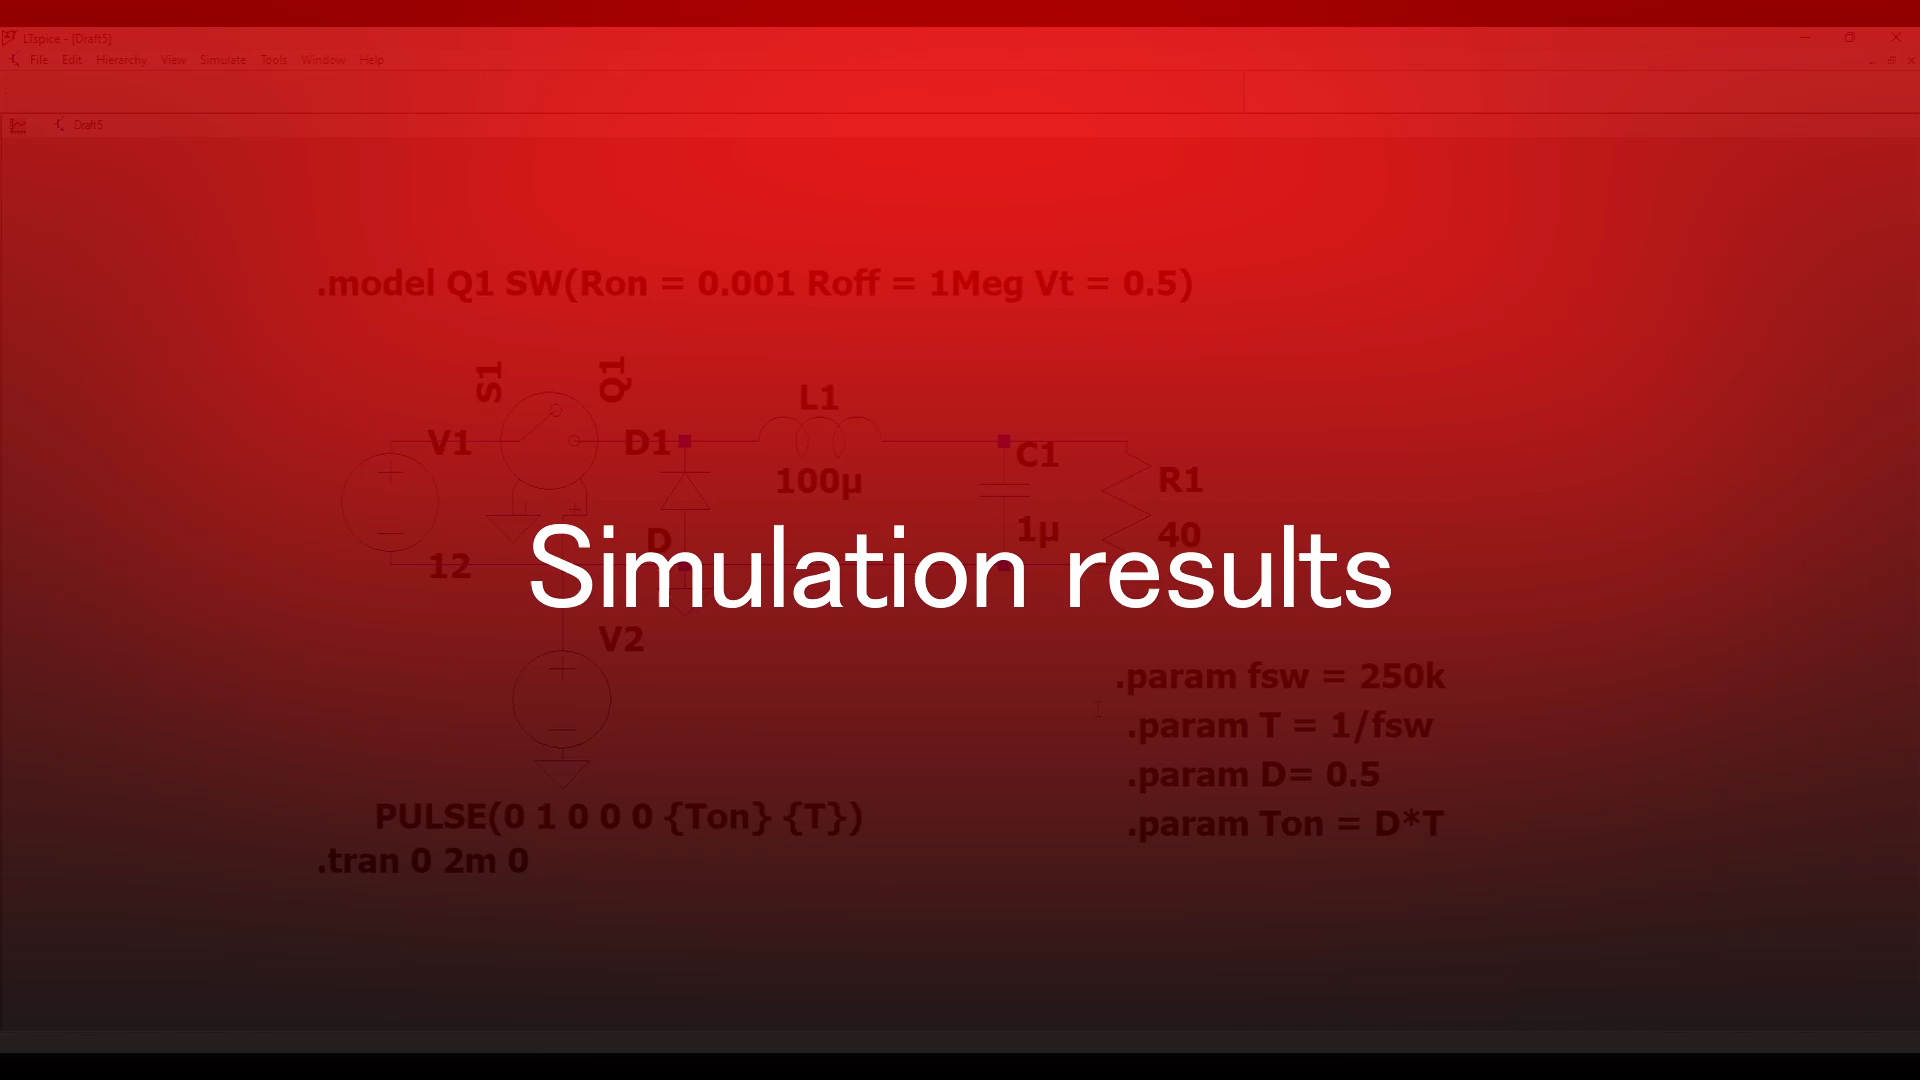 LTspice - [Draft5]
File Edit Hierarchy View Simulate Tools Window Help
Draft5
.model Q1 SW(Ron = 0.001 Roff = 1Meg Vt = 0.5)
S1
Q1
L1
V1
D1
C1
100µ
R1
D
1µ
40
12
Simulation results
V2
.param fsw = 250k
.param T = 1/fsw
.param D= 0.5
.param Ton = D*T
PULSE(0 1 0 0 0 {Ton} {T})
.tran 0 2m 0